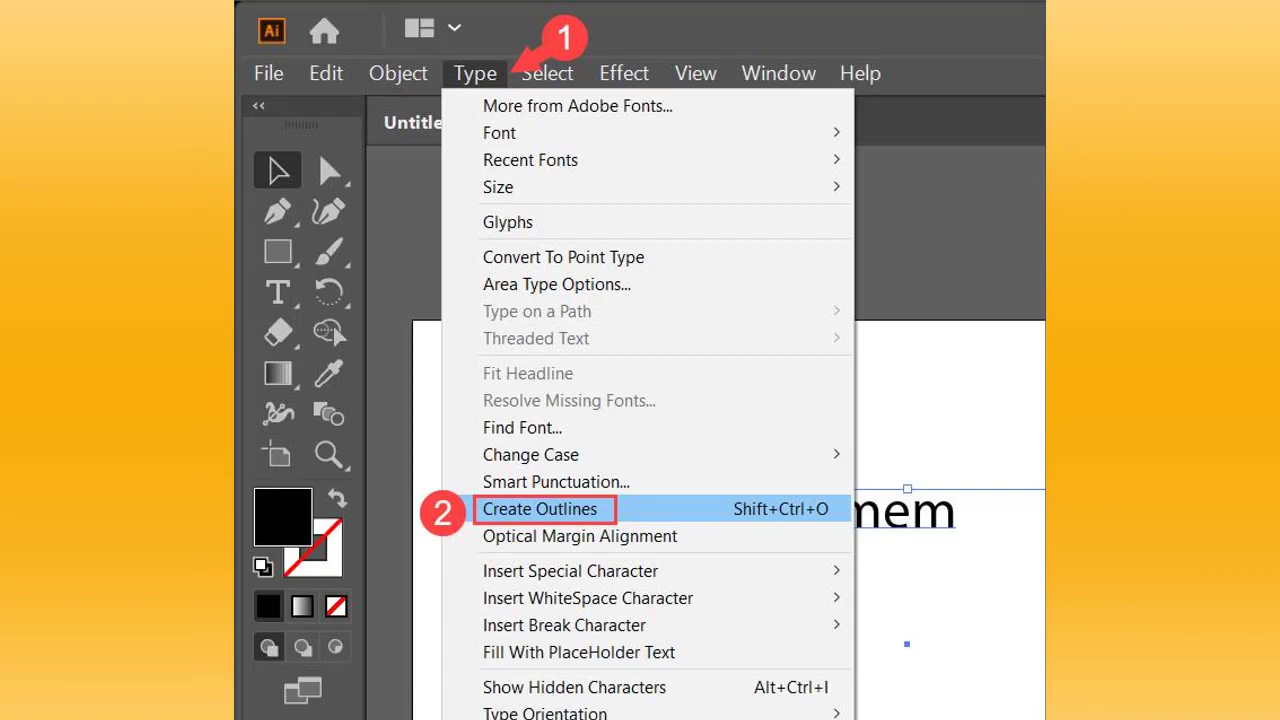 Ai
1
File Edit Object Type Select Effect View Window Help
Untitle
More from Adobe Fonts...
Font
Recent Fonts
Size
Glyphs
Convert To Point Type
Area Type Options...
Type on a Path
Threaded Text
Fit Headline
Resolve Missing Fonts...
Find Font...
Change Case
Smart Punctuation...
2 Create Outlines Shift+Ctrl+O
mem
Optical Margin Alignment
Insert Special Character
Insert WhiteSpace Character
Insert Break Character
Fill With PlaceHolder Text
Show Hidden Characters Alt+Ctrl+I
Type Orientation